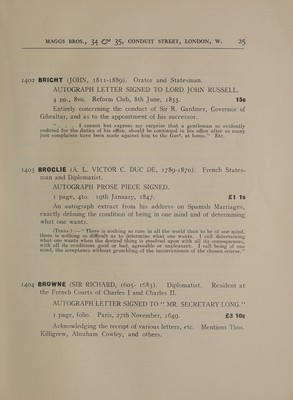 MAGGS BROS., 34 & 35, CONDUIT STREET, LONDON, W. 25
1402 BRIGHT (JOHN, 1811-1889). Orator and Statesman.
AUTOGRAPH LETTER SIGNED TO LORD JOHN RUSSELL.
4 pp., 8vo. Reform Club, 8th June, 1855. 15s
Entirely concerning the conduct of Sir R. Gardiner, Governor of
Gibraltar, and as to the appointment of his successor.
" . . . I cannot but express my surprise that a gentleman so evidently
unfitted for the duties of his office, should be continued in his office after so many
just complaints have been made against him to the Govt. at home." Etc.
1403 BROGLIE (A. L. VICTOR C. DUC DE, 1785-1870). French States-
man and Diplomatist.
AUTOGRAPH PROSE PIECE SIGNED.
1 page, 4to. 19th January, 1847. £1 1s
An autograph extract from his address on Spanish Marriages,
exactly defining the condition of being in one mind and of determining
what one wants.
(Trans.) :—" There is nothing so rare in all the world than to be of one mind,
there is nothing so difficult as to determine what one wants. I call determining
what one wants when the desired thing is resolved upon with all its consequences,
with all its conditions good or bad, agreeable or unpleasant. I call being of one
mind, the acceptance without grumbling of the inconveniences of the chosen course."
1404 BROWNE (SIR RICHARD, 1605- 1683). Diplomatist. Resident at
the French Courts of Charles I and Charles II.
AUTOGRAPH LETTER SIGNED TO " MR. SECRETARY LONG."
1 page, folio. Paris, 27th November, 1649. £3 10s
Acknowledging the receipt of various letters, etc. Mentions Thos.
Killigrew, Abraham Cowley, and others.